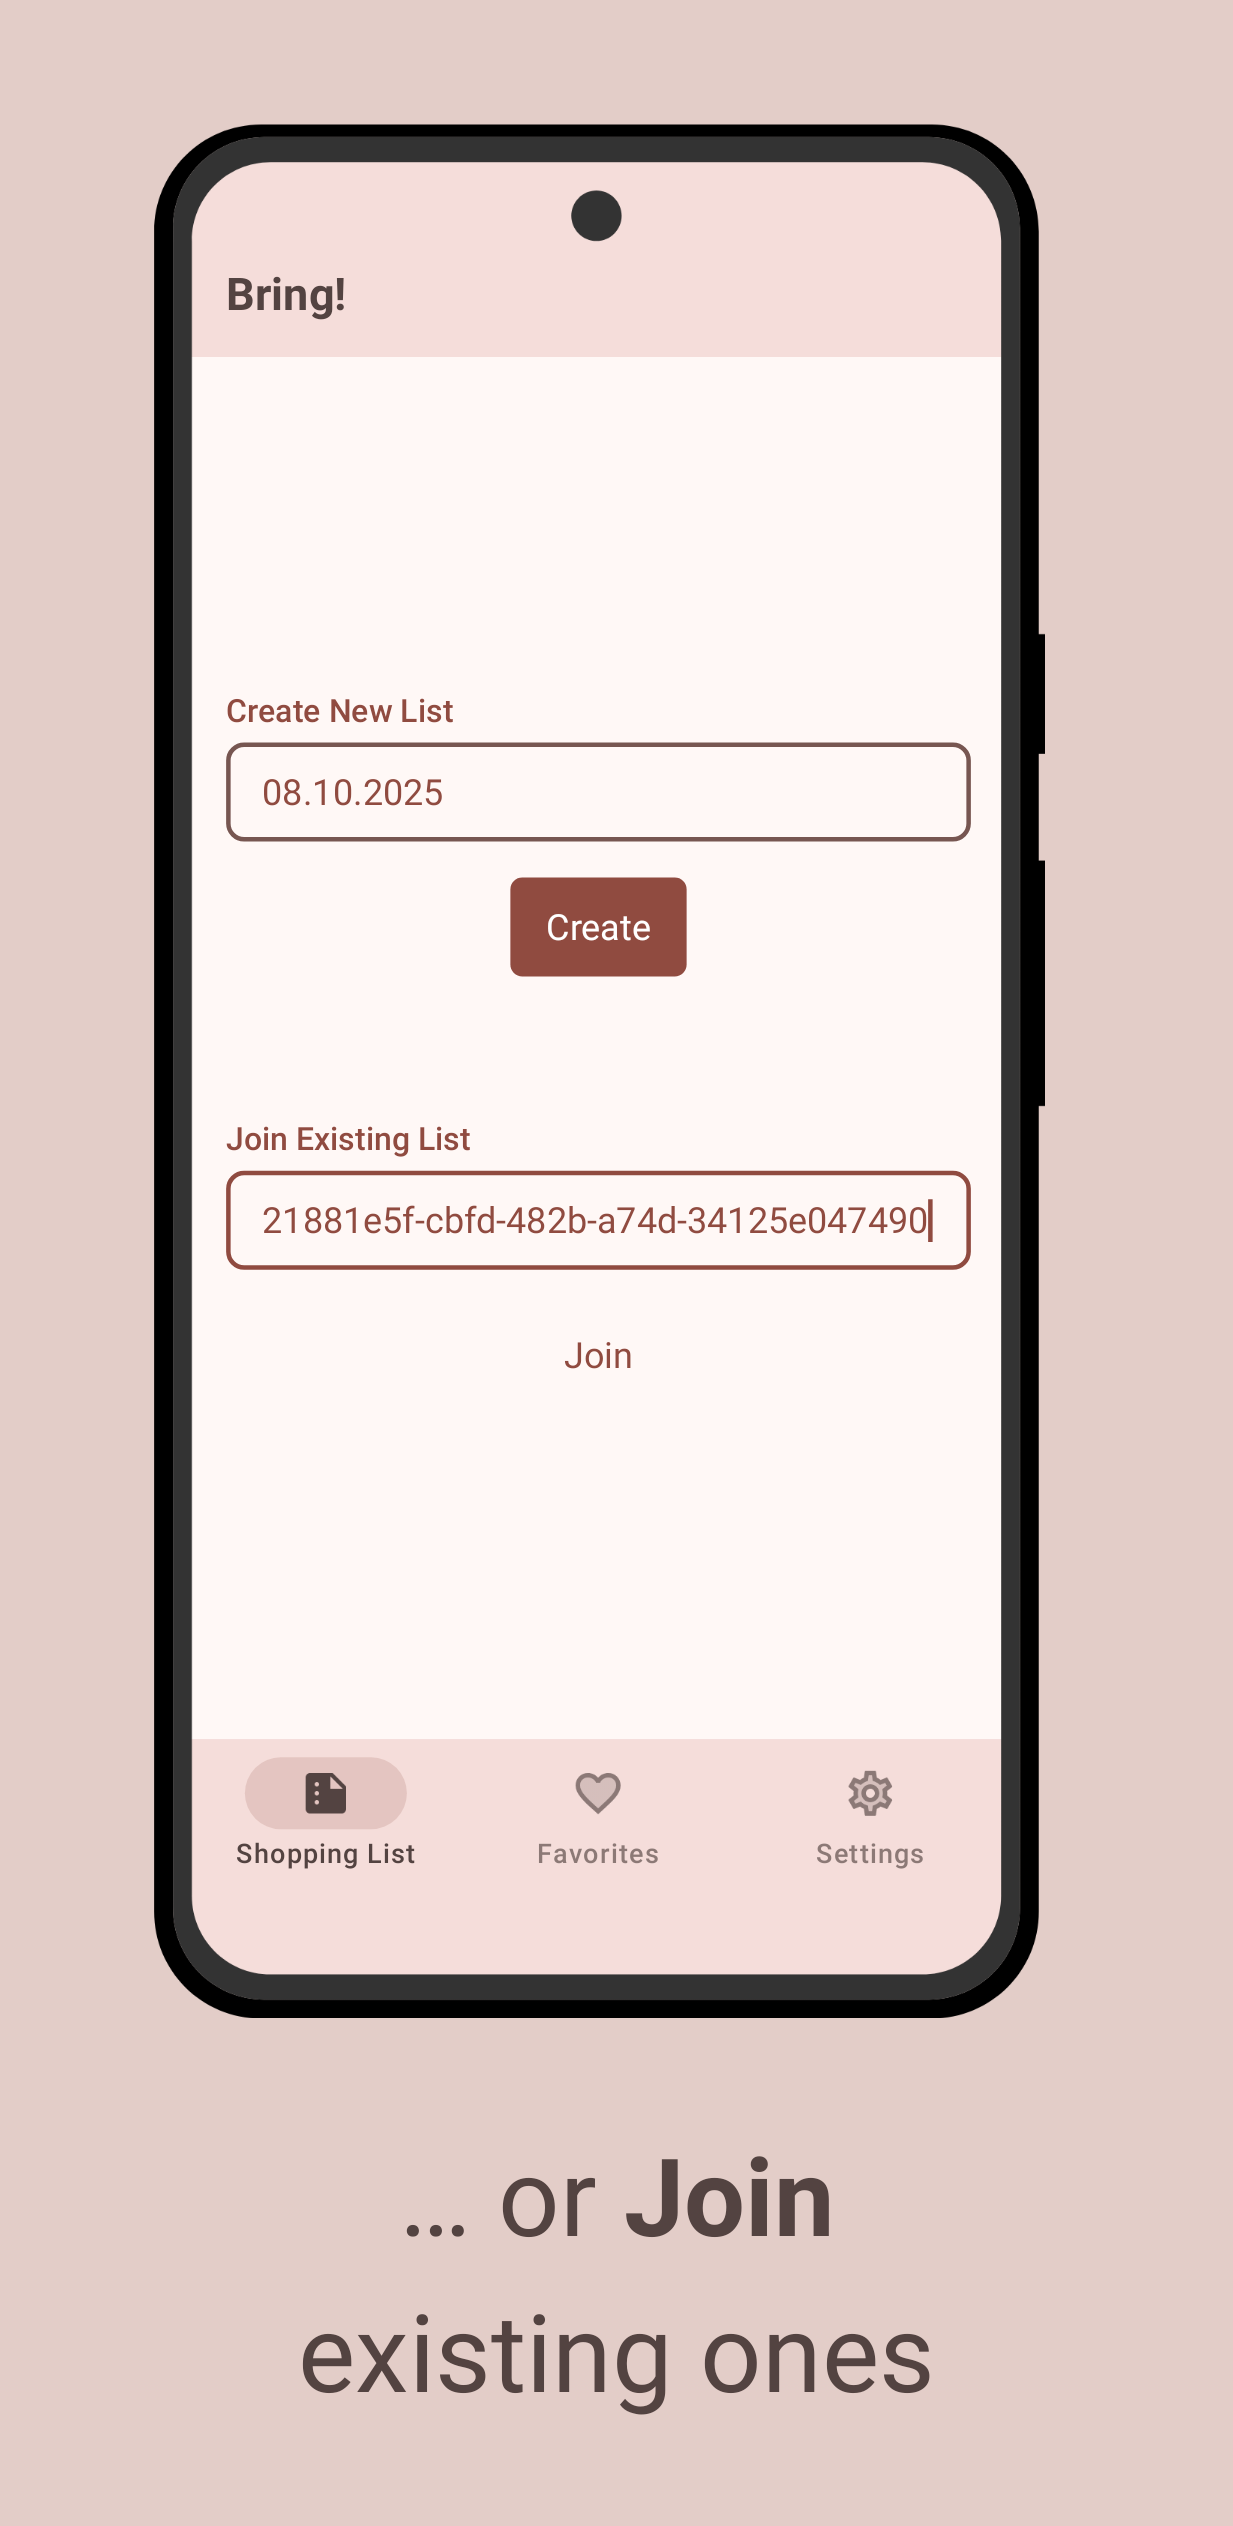 Bring!
Create New List
08.10.2025
Create
Join Existing List
21881e5f-cbfd-482b-a74d-34125e047490
Join
Shopping List
Favorites
Settings
... or Join
existing ones